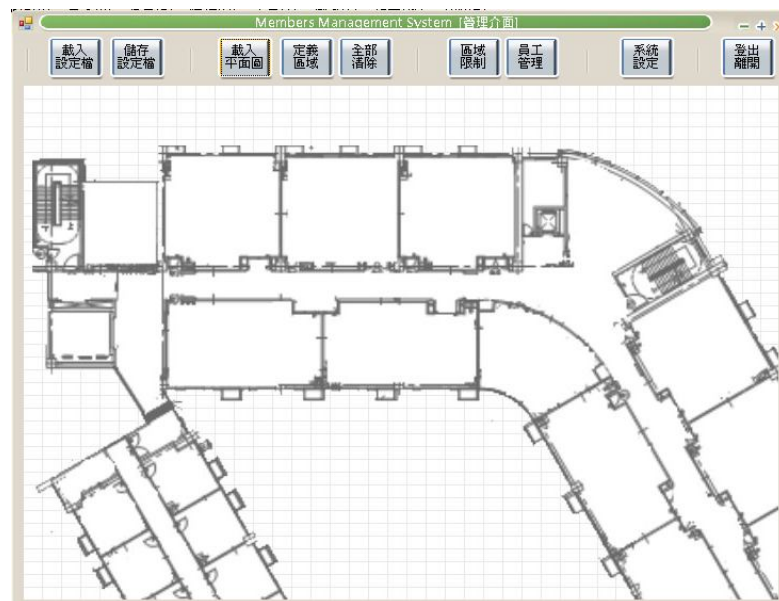 Members Management System [管理介面]
載入
設定檔
儲存
設定檔
載入
平面圖
定義
區域
全部
清除
區域
限制
員工
管理
系統
設定
登出
離開